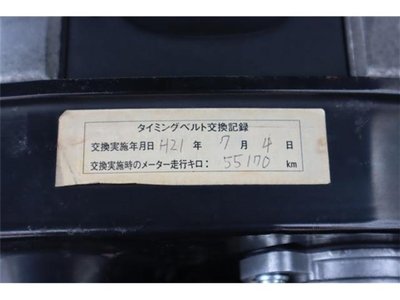 タイミングベルト交換記録
交換実施年月日 H21 年 7 月 4 日
交換実施時のメーター走行キロ： 55170 km